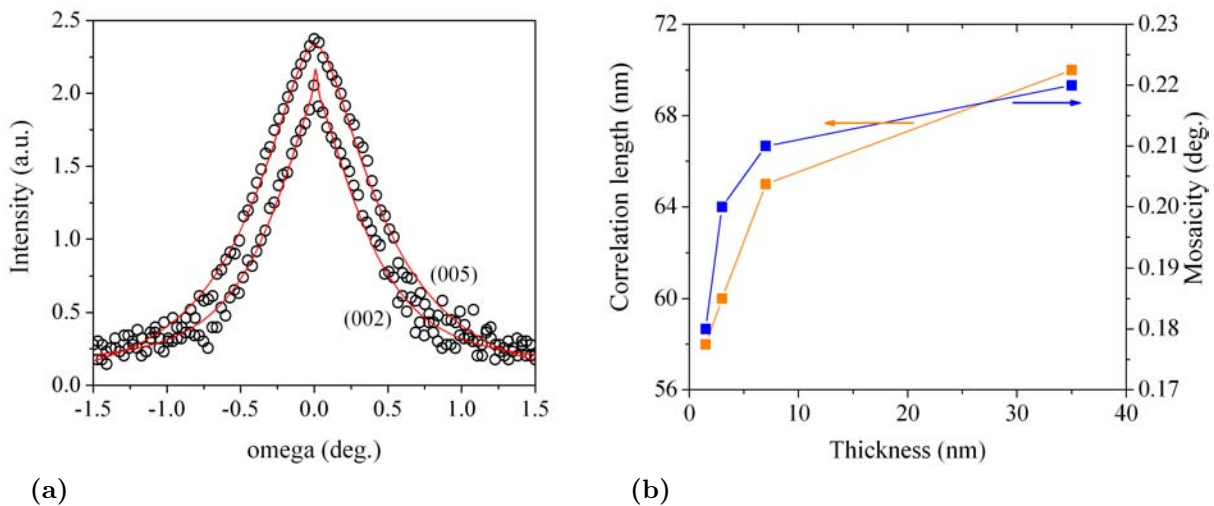 2.5
2.0
1.5
1.0
0.5
0.0
Intensity (a.u.)
(005)
(002)
-1.5 -1.0 -0.5 0.0 0.5 1.0 1.5
omega (deg.)
(a)
72
68
64
60
56
Correlation length (nm)
0.23
0.22
0.21
0.20
0.19
0.18
0.17
Mosaicity (deg.)
0 10 20 30 40
Thickness (nm)
(b)